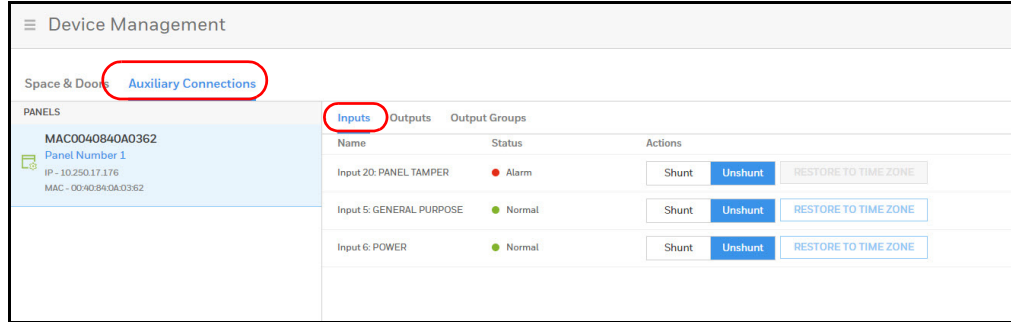 Device Management
Space & Doors Auxiliary Connections
PANELS
MAC0040840A0362
Panel Number 1
IP - 10.250.17.176
MAC - 00:40:84:0A:03:62
Inputs Outputs Output Groups
Name Status Actions
Input 20: PANEL TAMPER Alarm Shunt Unshunt RESTORE TO TIME ZONE
Input 5: GENERAL PURPOSE Normal Shunt Unshunt RESTORE TO TIME ZONE
Input 6: POWER Normal Shunt Unshunt RESTORE TO TIME ZONE